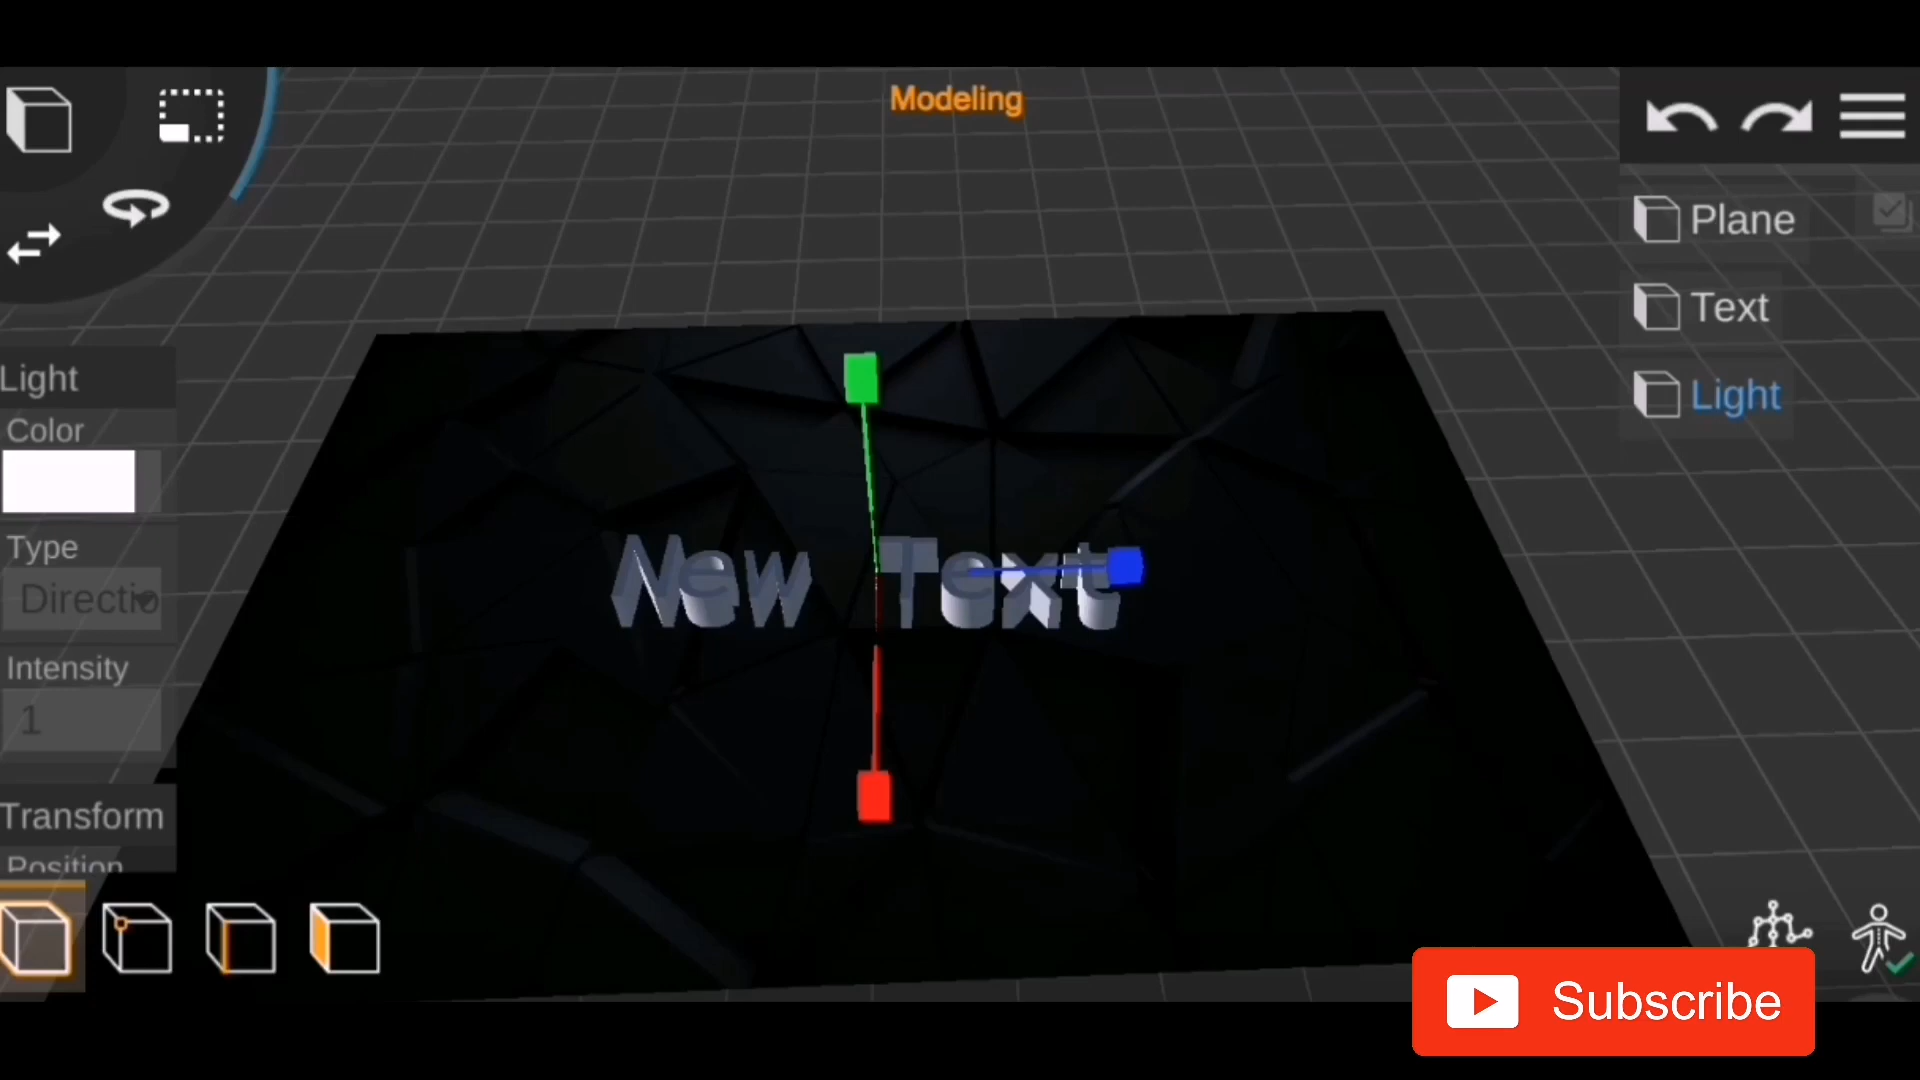 Modeling
Plane
Text
Light
Light
Color
Type
Directio
Intensity
1
Transform
Position
New Text
Subscribe